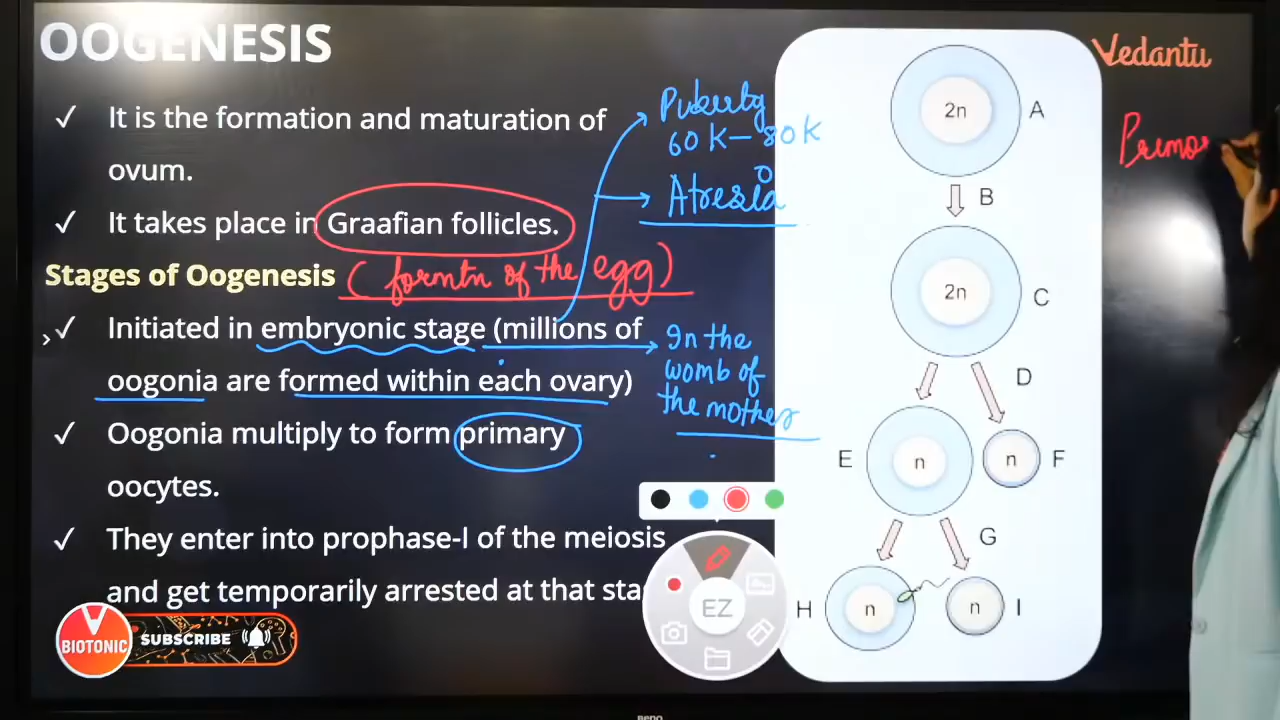 OOGENESIS
✓ It is the formation and maturation of
ovum.
✓ It takes place in Graafian follicles.
Stages of Oogenesis (formtn of the egg)
✓ Initiated in embryonic stage (millions of
oogonia are formed within each ovary)
✓ Oogonia multiply to form primary
oocytes.
✓ They enter into prophase-I of the meiosis
and get temporarily arrested at that sta
Puberty
60K–80K
Atresia
In the
womb of
the mother
2n A
B
2n C
D
E n n F
G
H n n I
EZ
Vedantu
V
BIOTONIC
SUBSCRIBE
BenQ